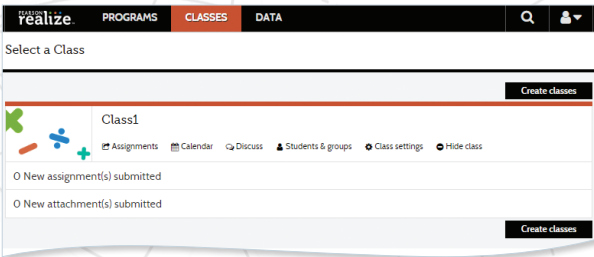 PEARSON
realize
PROGRAMS CLASSES DATA
Select a Class
Create classes
Class1
Assignments Calendar Discuss Students & groups Class settings Hide class
0 New assignment(s) submitted
0 New attachment(s) submitted
Create classes